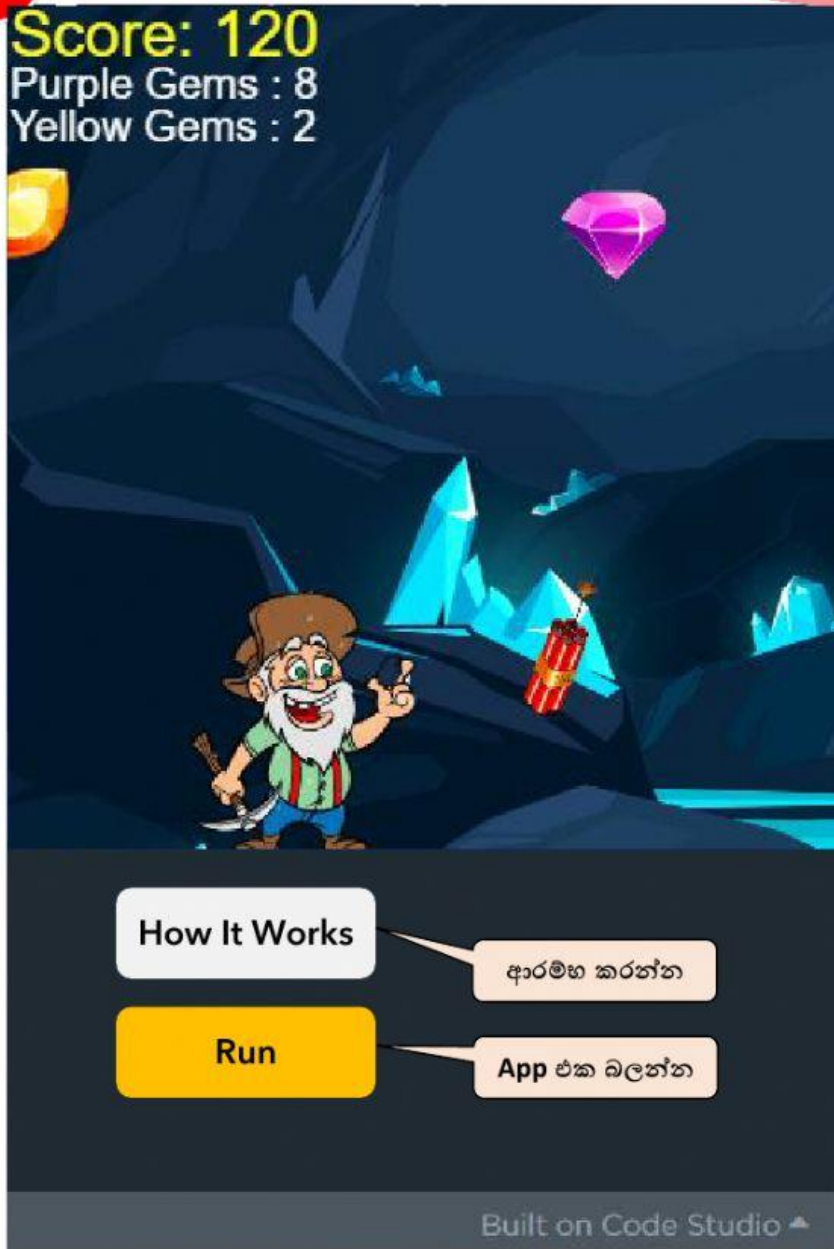 Score: 120
Purple Gems : 8
Yellow Gems : 2
How It Works
ආරම්භ කරන්න
Run
App එක බලන්න
Built on Code Studio